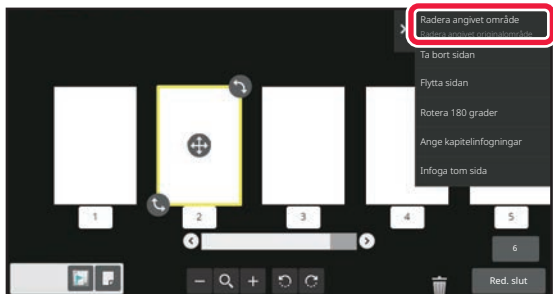 Radera angivet område
Radera angivet originalområde
Ta bort sidan
Flytta sidan
Rotera 180 grader
Ange kapitelinfogningar
Infoga tom sida
1
2
3
4
5
6
Red. slut